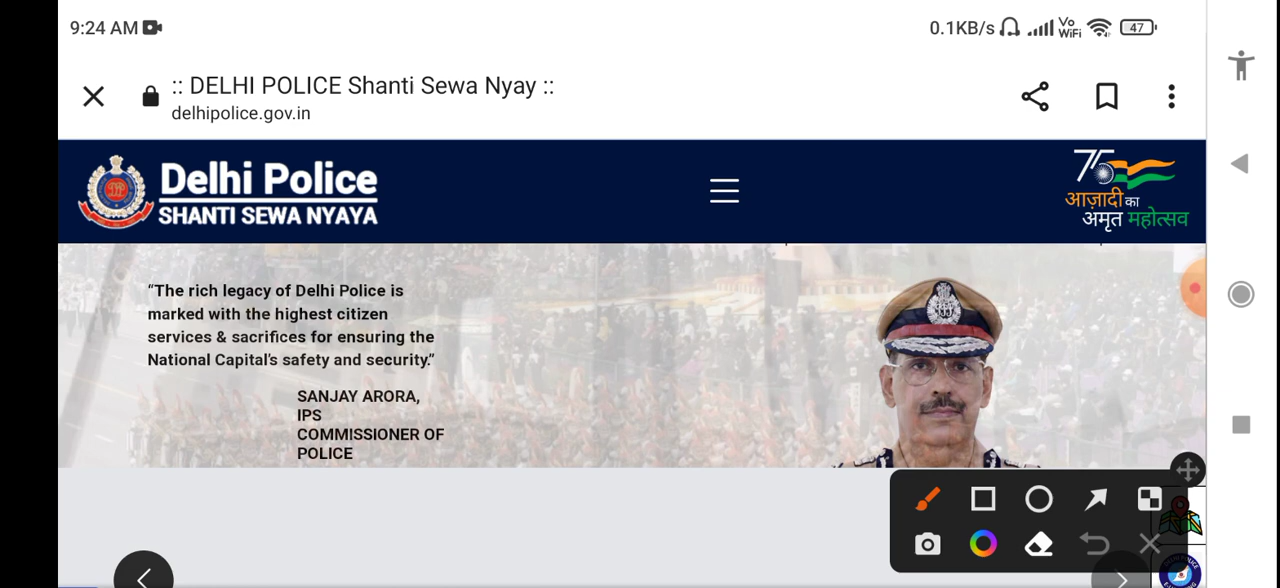 9:24 AM
0.1KB/s Vo WiFi 47
:: DELHI POLICE Shanti Sewa Nyay ::
delhipolice.gov.in
Delhi Police
SHANTI SEWA NYAYA
75
आज़ादी का
अमृत महोत्सव
“The rich legacy of Delhi Police is
marked with the highest citizen
services & sacrifices for ensuring the
National Capital's safety and security.”
SANJAY ARORA,
IPS
COMMISSIONER OF
POLICE